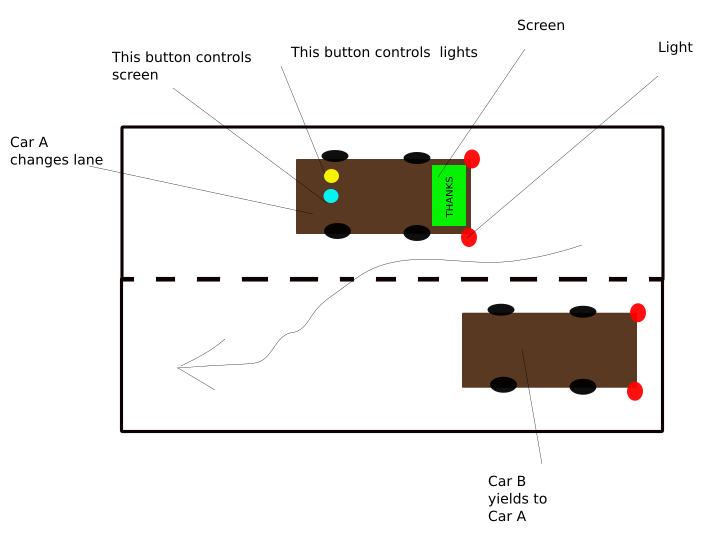 Screen
Light
This button controls  lights
This button controls
screen
Car A
changes lane
THANKS
Car B
yields to
Car A